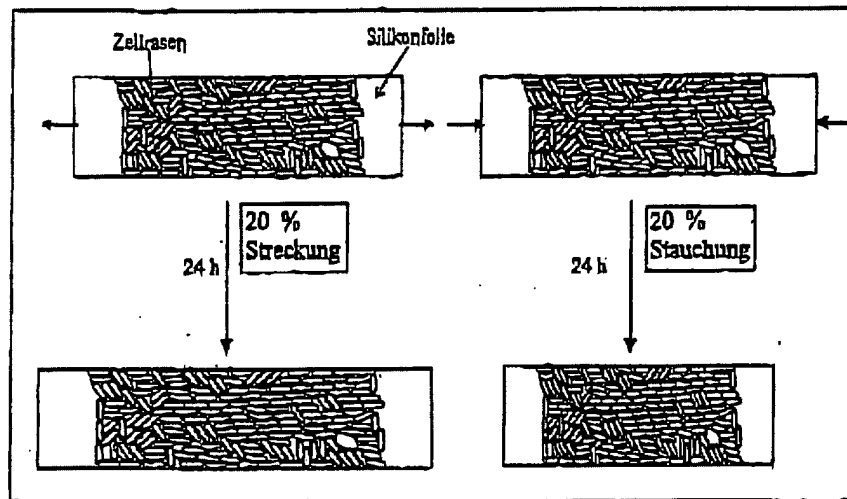 Zellrasen
Silikonfolie
20 %
Streckung
24 h
20 %
Stauchung
24 h